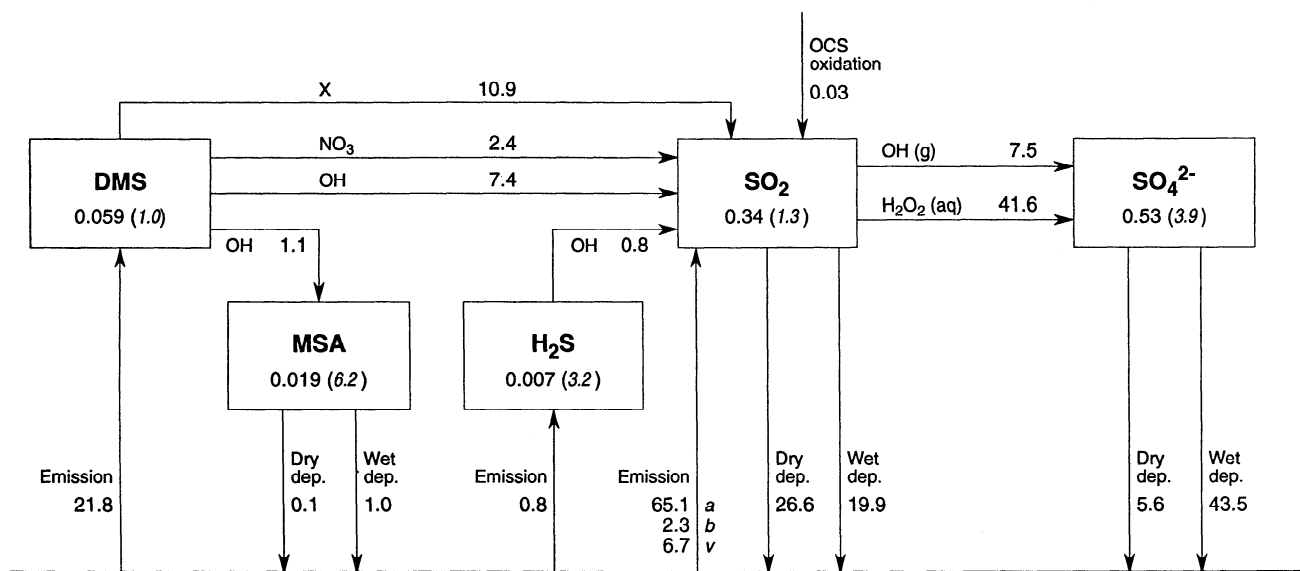 OCS
oxidation
0.03
X 10.9
NO₃ 2.4
OH 7.4
DMS
0.059 (1.0)
SO₂
0.34 (1.3)
OH (g) 7.5
H₂O₂ (aq) 41.6
SO₄²⁻
0.53 (3.9)
OH 1.1
OH 0.8
MSA
0.019 (6.2)
H₂S
0.007 (3.2)
Emission
21.8
Dry
dep.
0.1
Wet
dep.
1.0
Emission
0.8
Emission
65.1 a
2.3 b
6.7 v
Dry
dep.
26.6
Wet
dep.
19.9
Dry
dep.
5.6
Wet
dep.
43.5